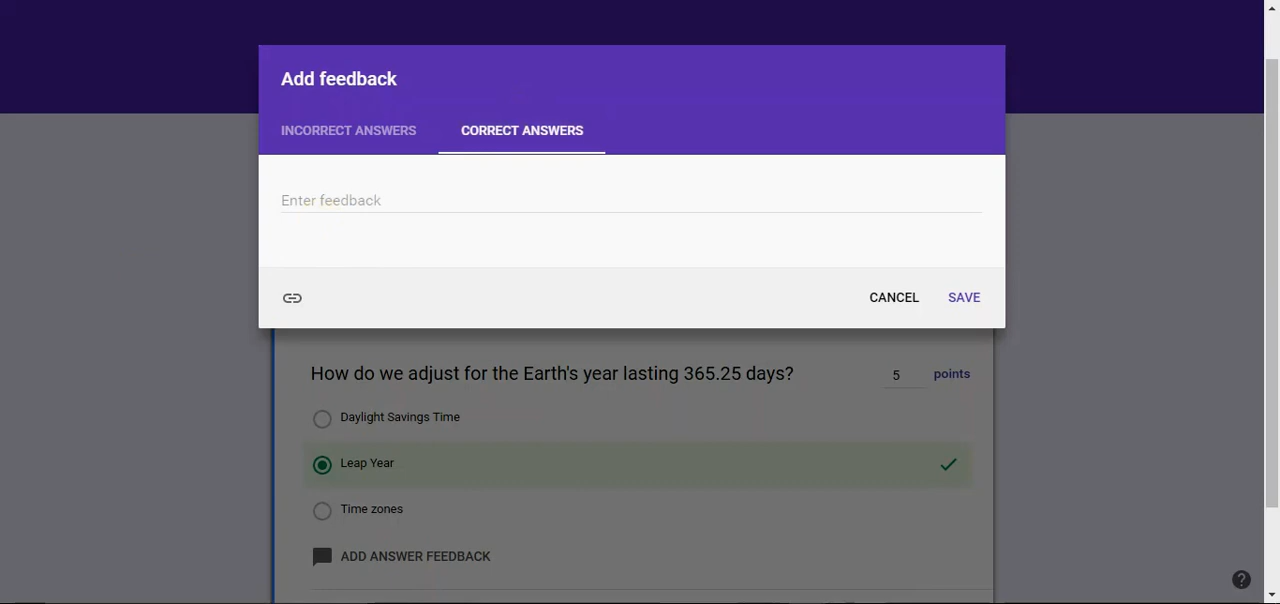 Add feedback
INCORRECT ANSWERS
CORRECT ANSWERS
Enter feedback
CANCEL
SAVE
How do we adjust for the Earth's year lasting 365.25 days?
5
points
Daylight Savings Time
Leap Year
Time zones
ADD ANSWER FEEDBACK